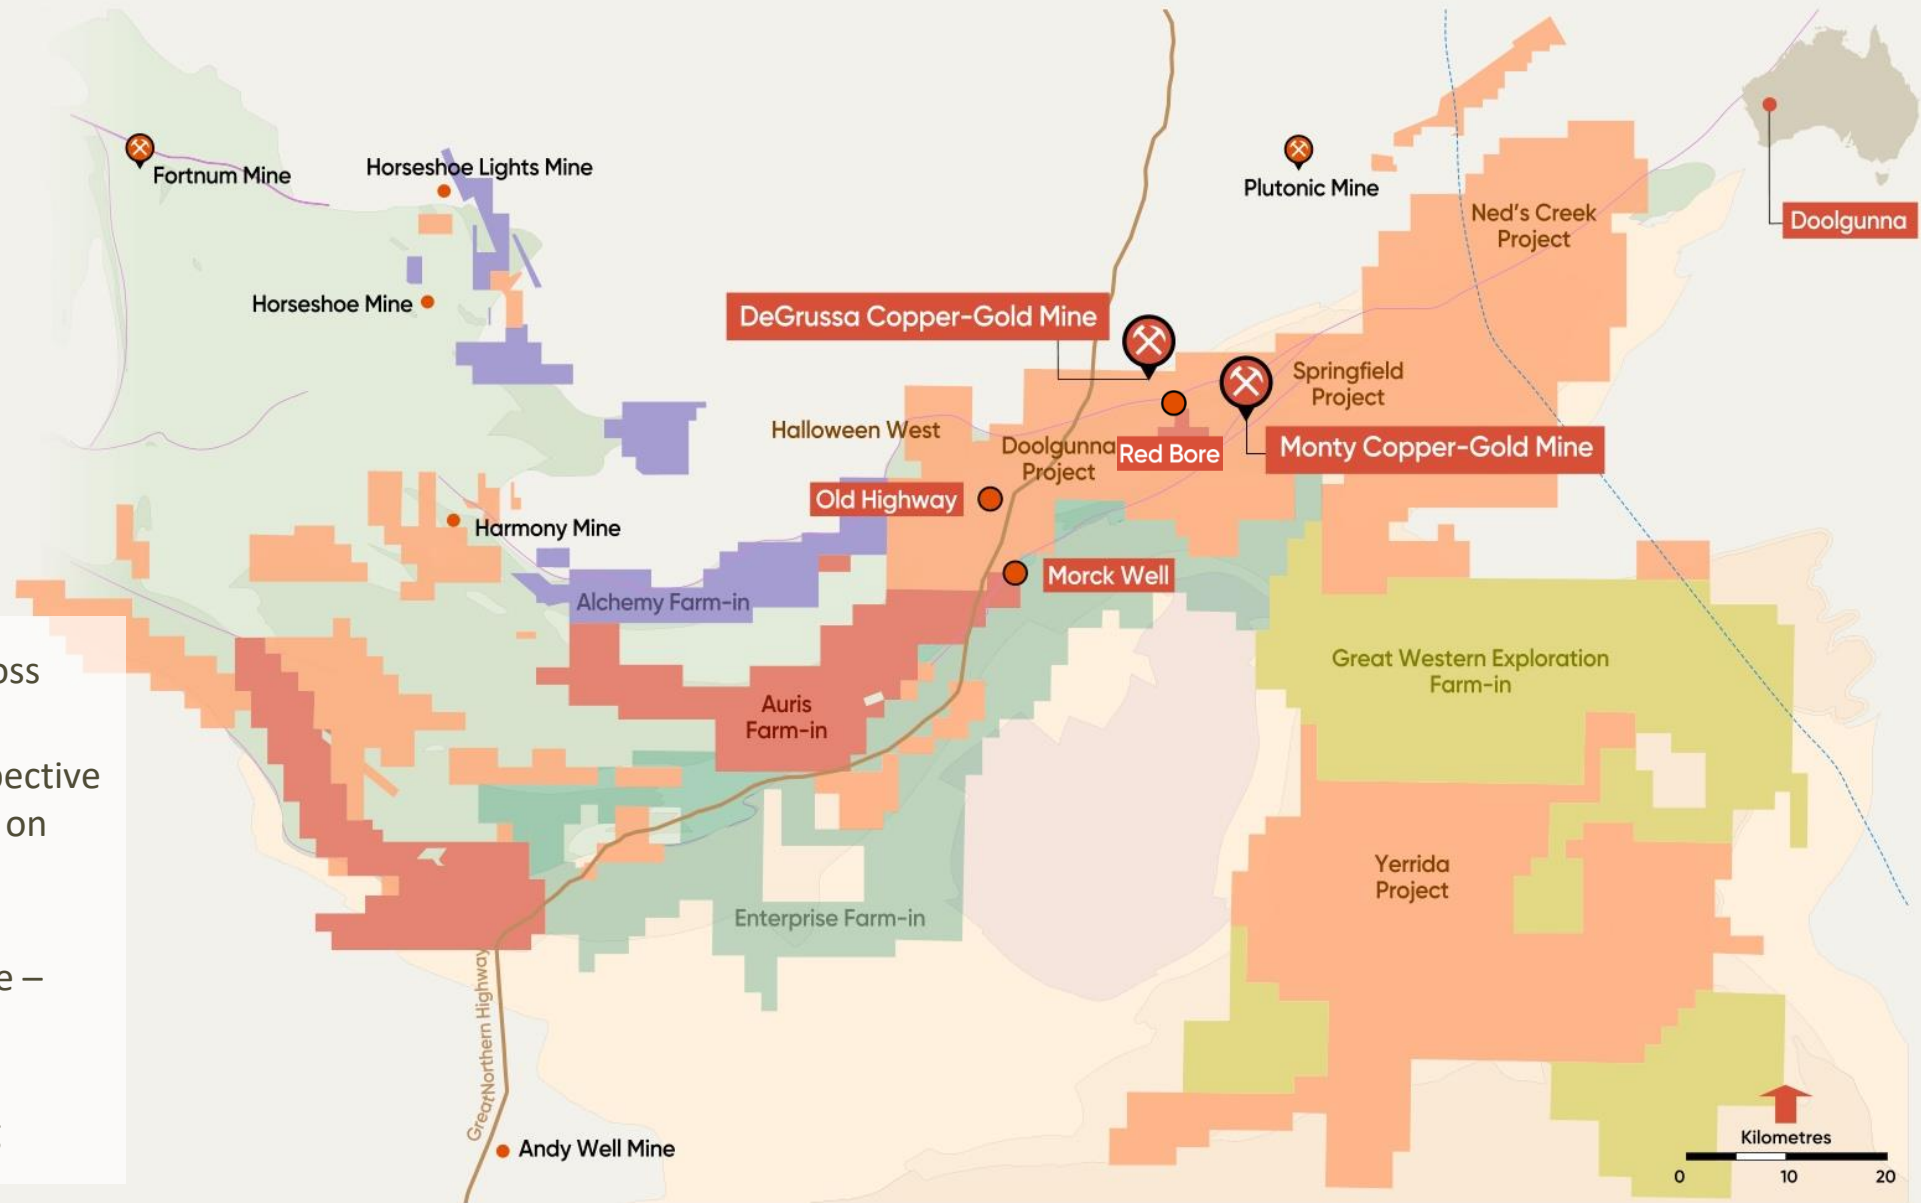 Fortnum Mine
Horseshoe Lights Mine
Plutonic Mine
Ned's Creek
Project
Doolgunna
Horseshoe Mine
DeGrussa Copper-Gold Mine
Springfield
Project
Halloween West
Doolgunna
Project
Red Bore
Monty Copper-Gold Mine
Old Highway
Harmony Mine
Morck Well
Alchemy Farm-in
Great Western Exploration
Farm-in
Auris
Farm-in
pective
on
Yerrida
Project
Enterprise Farm-in
e –
Great Northern Highway
Andy Well Mine
Kilometres
0 10 20